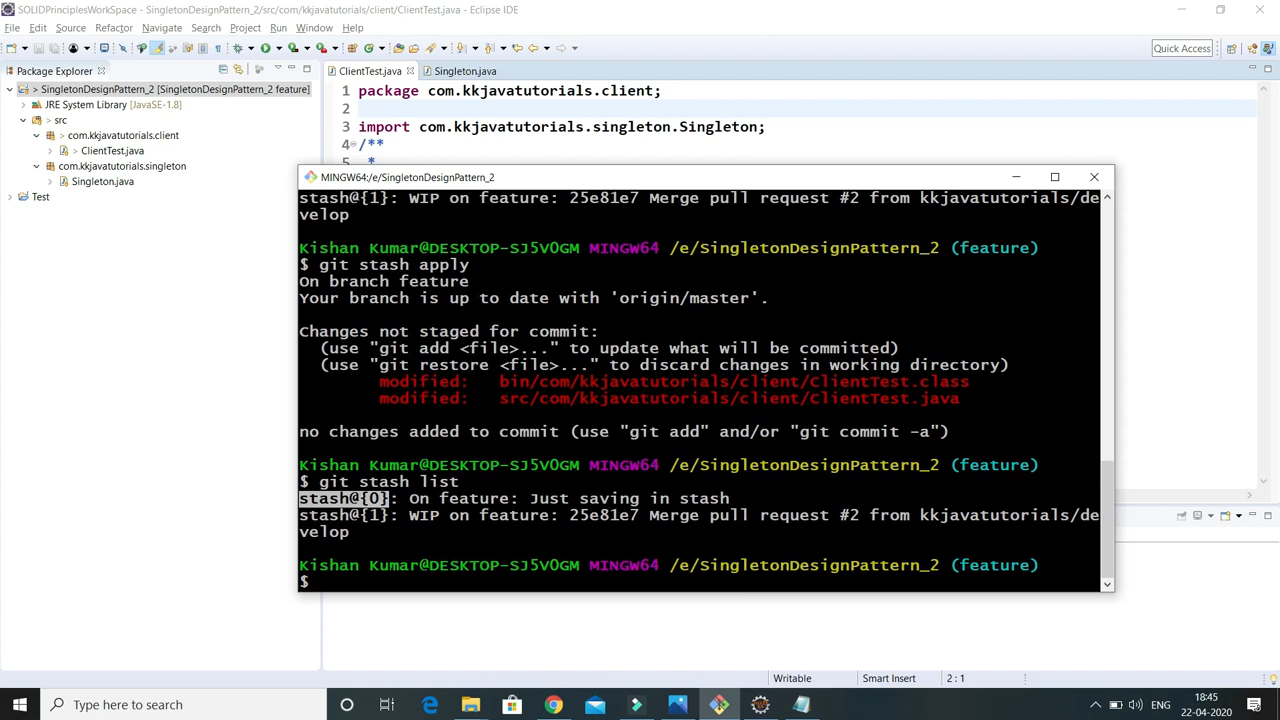 SOLIDPrinciplesWorkSpace - SingletonDesignPattern_2/src/com/kkjavatutorials/client/ClientTest.java - Eclipse IDE
File Edit Source Refactor Navigate Search Project Run Window Help
Quick Access
Package Explorer
> SingletonDesignPattern_2 [SingletonDesignPattern_2 feature]
JRE System Library [JavaSE-1.8]
> src
> com.kkjavatutorials.client
> ClientTest.java
com.kkjavatutorials.singleton
Singleton.java
Test
ClientTest.java
Singleton.java
1 package com.kkjavatutorials.client;
2
3 import com.kkjavatutorials.singleton.Singleton;
4 /**
5 *
MINGW64:/e/SingletonDesignPattern_2
stash@{1}: WIP on feature: 25e81e7 Merge pull request #2 from kkjavatutorials/de
velop
Kishan Kumar@DESKTOP-SJ5V0GM MINGW64 /e/SingletonDesignPattern_2 (feature)
$ git stash apply
On branch feature
Your branch is up to date with 'origin/master'.
Changes not staged for commit:
(use "git add <file>..." to update what will be committed)
(use "git restore <file>..." to discard changes in working directory)
modified: bin/com/kkjavatutorials/client/ClientTest.class
modified: src/com/kkjavatutorials/client/ClientTest.java
no changes added to commit (use "git add" and/or "git commit -a")
Kishan Kumar@DESKTOP-SJ5V0GM MINGW64 /e/SingletonDesignPattern_2 (feature)
$ git stash list
stash@{0}: On feature: Just saving in stash
stash@{1}: WIP on feature: 25e81e7 Merge pull request #2 from kkjavatutorials/de
velop
Kishan Kumar@DESKTOP-SJ5V0GM MINGW64 /e/SingletonDesignPattern_2 (feature)
$
Writable Smart Insert 2 : 1
Type here to search
18:45
22-04-2020